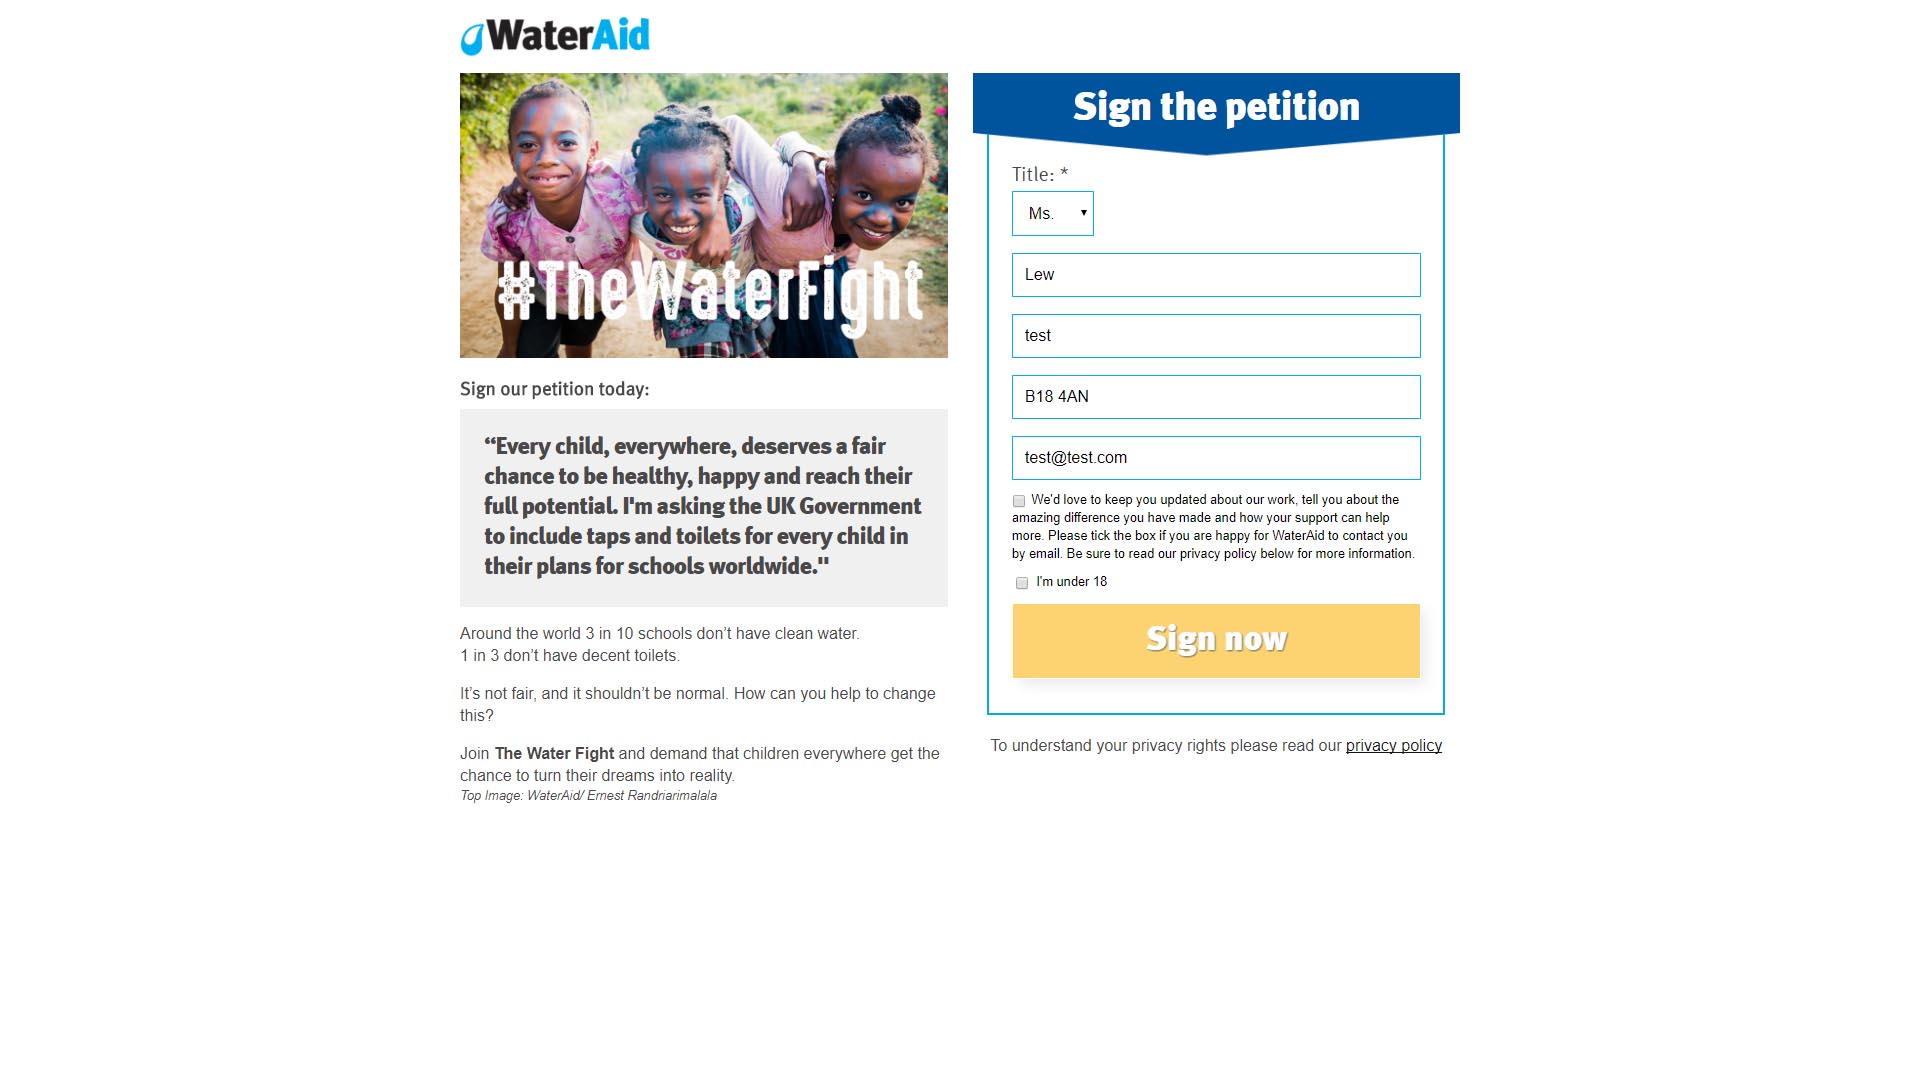 WaterAid
#TheWaterFight
Sign our petition today:
“Every child, everywhere, deserves a fair
chance to be healthy, happy and reach their
full potential. I'm asking the UK Government
to include taps and toilets for every child in
their plans for schools worldwide."
Around the world 3 in 10 schools don’t have clean water.
1 in 3 don’t have decent toilets.
It’s not fair, and it shouldn’t be normal. How can you help to change
this?
Join The Water Fight and demand that children everywhere get the
chance to turn their dreams into reality.
Top Image: WaterAid/ Ernest Randriarimalala
Sign the petition
Title: *
Ms.
Lew
test
B18 4AN
test@test.com
We'd love to keep you updated about our work, tell you about the
amazing difference you have made and how your support can help
more. Please tick the box if you are happy for WaterAid to contact you
by email. Be sure to read our privacy policy below for more information.
I'm under 18
Sign now
To understand your privacy rights please read our privacy policy